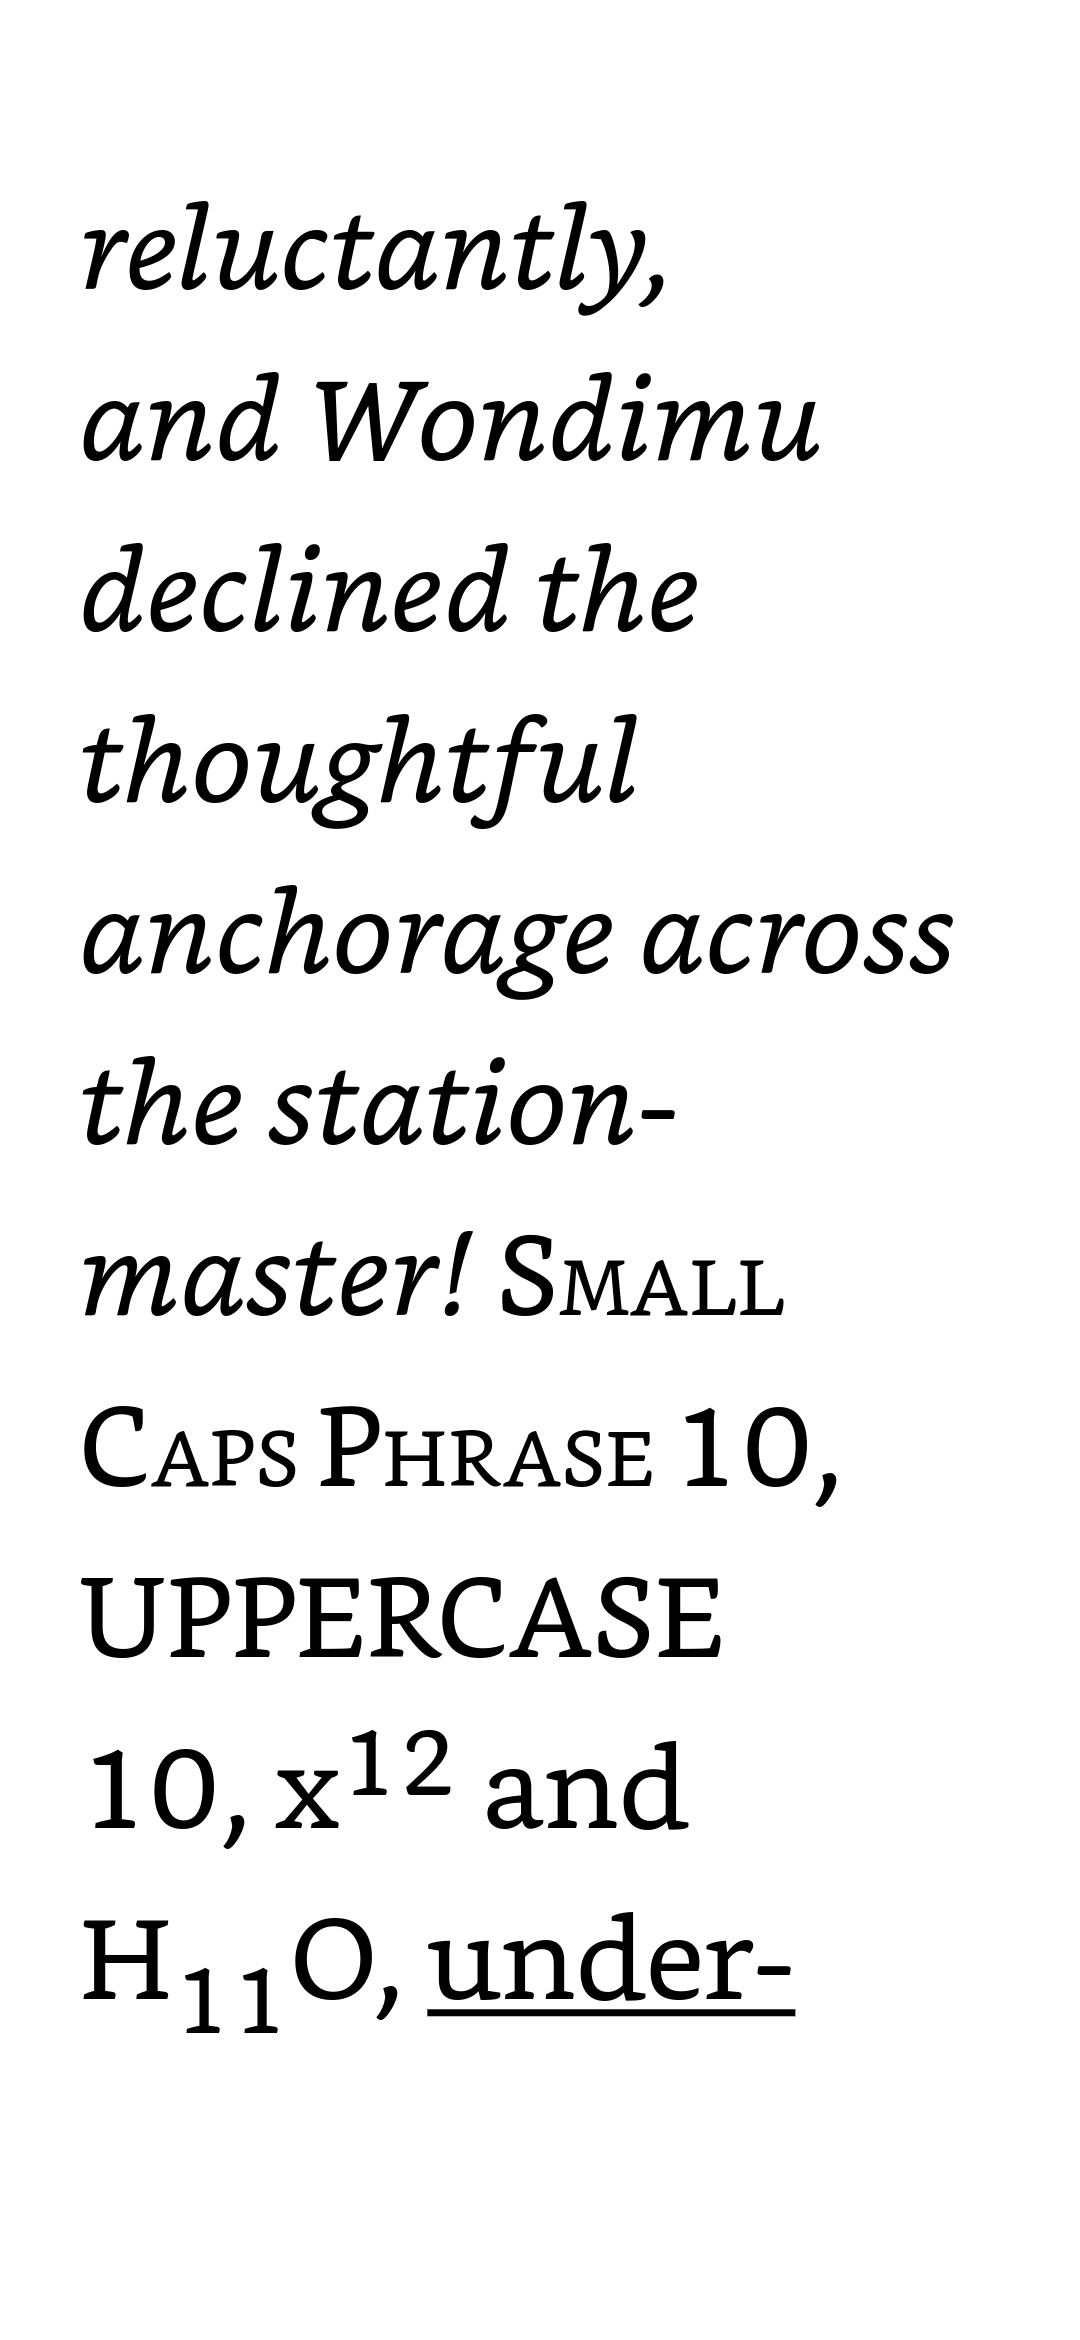 reluctantly,
and Wondimu
declined the
thoughtful
anchorage across
the station-
master! Small
Caps Phrase 10,
UPPERCASE
10, x¹² and
H₁₁O, under-